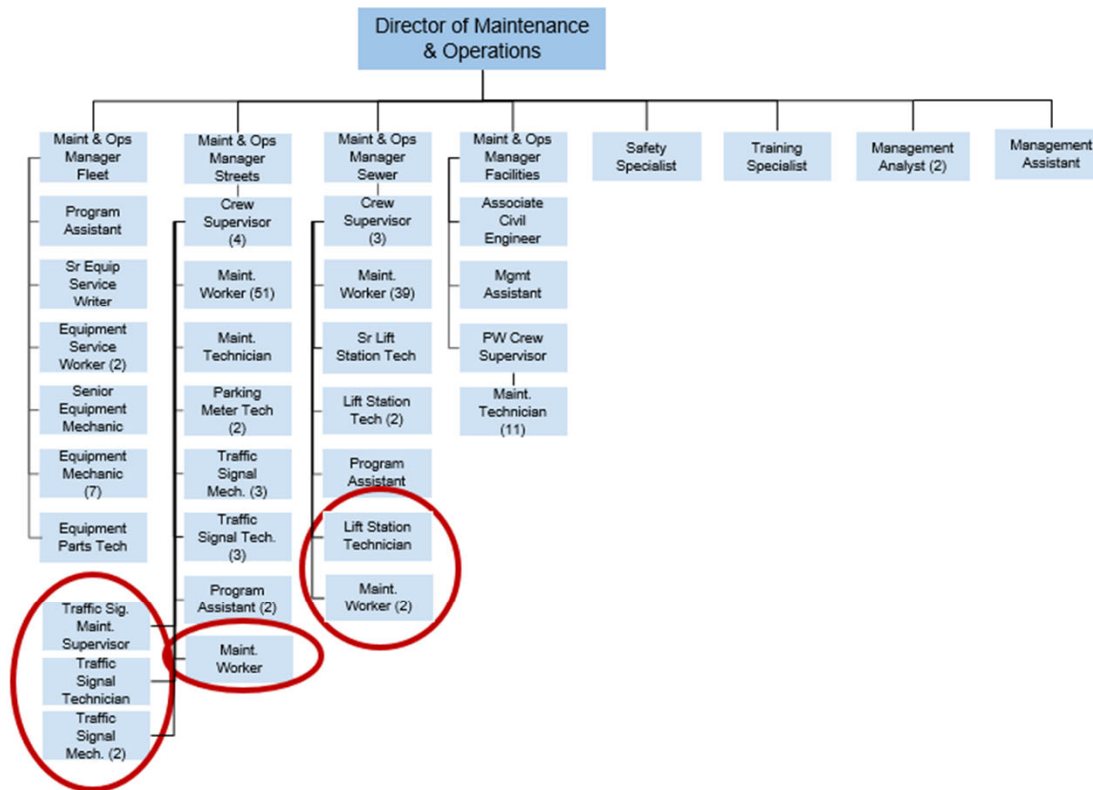 Director of Maintenance
& Operations
Maint & Ops
Manager
Fleet
Program
Assistant
Sr Equip
Service
Writer
Equipment
Service
Worker (2)
Senior
Equipment
Mechanic
Equipment
Mechanic
(7)
Equipment
Parts Tech
Maint & Ops
Manager
Streets
Crew
Supervisor
(4)
Maint.
Worker (51)
Maint.
Technician
Parking
Meter Tech
(2)
Traffic
Signal
Mech. (3)
Traffic
Signal Tech.
(3)
Program
Assistant (2)
Maint.
Worker
Traffic Sig.
Maint.
Supervisor
Traffic
Signal
Technician
Traffic
Signal
Mech. (2)
Maint & Ops
Manager
Sewer
Crew
Supervisor
(3)
Maint.
Worker (39)
Sr Lift
Station Tech
Lift Station
Tech (2)
Program
Assistant
Lift Station
Technician
Maint.
Worker (2)
Maint & Ops
Manager
Facilities
Associate
Civil
Engineer
Mgmt
Assistant
PW Crew
Supervisor
Maint.
Technician
(11)
Safety
Specialist
Training
Specialist
Management
Analyst (2)
Management
Assistant